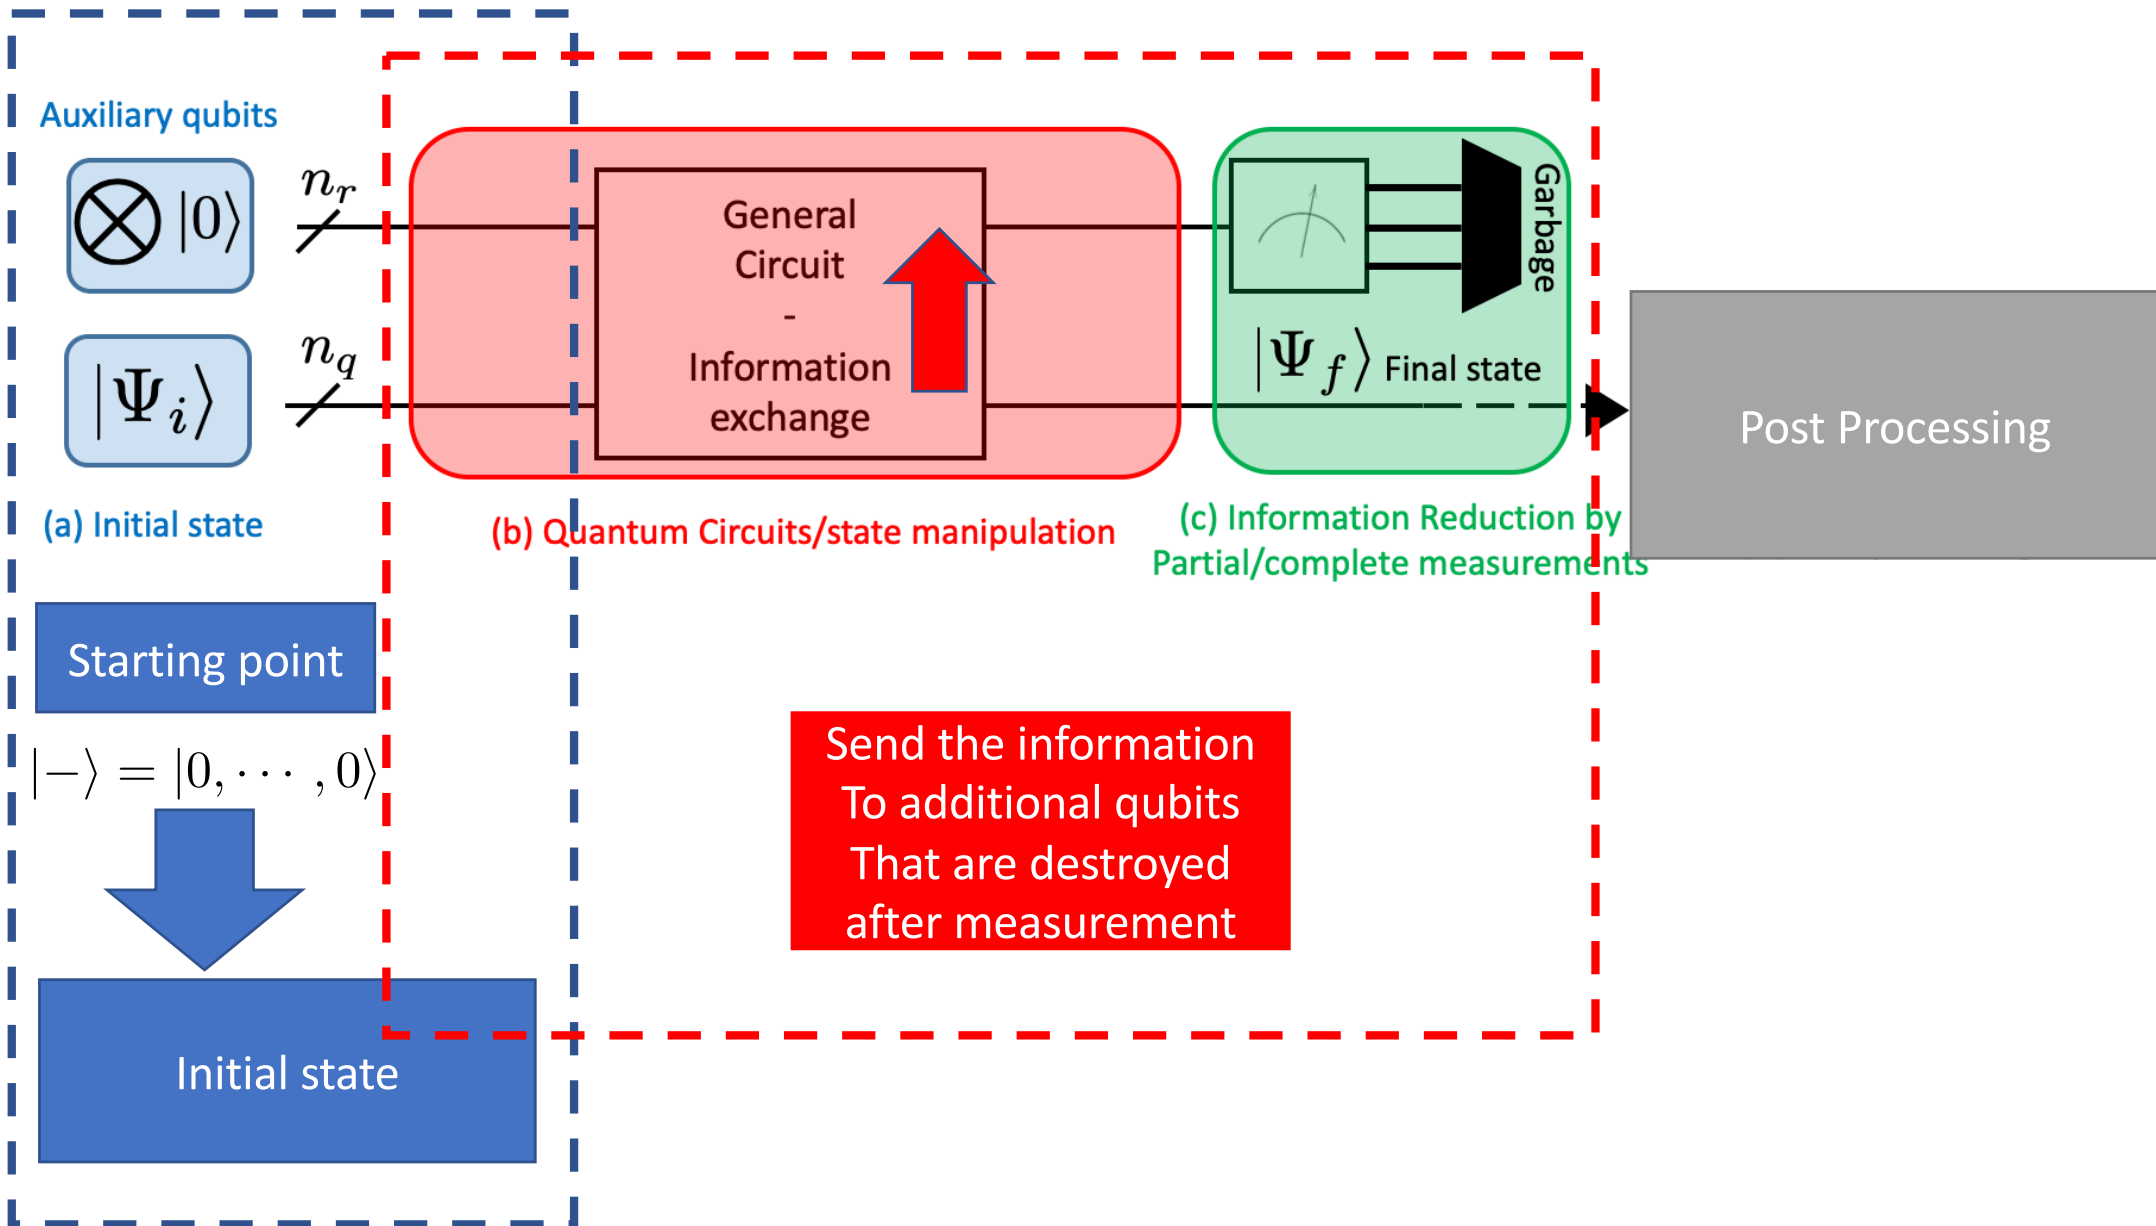 Auxiliary qubits
⊗ |0⟩
n_r
General
Circuit
-
Information
exchange
Garbage
|Ψ_i⟩
n_q
|Ψ_f⟩ Final state
Post Processing
(a) Initial state
(b) Quantum Circuits/state manipulation
(c) Information Reduction by
Partial/complete measurements
Starting point
|−⟩ = |0, ⋯ , 0⟩
Send the information
To additional qubits
That are destroyed
after measurement
Initial state